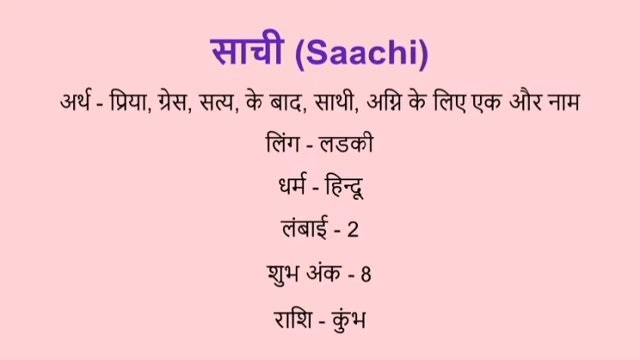 साची (Saachi)
अर्थ - प्रिया, ग्रेस, सत्य, के बाद, साथी, अग्नि के लिए एक और नाम
लिंग - लडकी
धर्म - हिन्दू
लंबाई - 2
शुभ अंक - 8
राशि - कुंभ